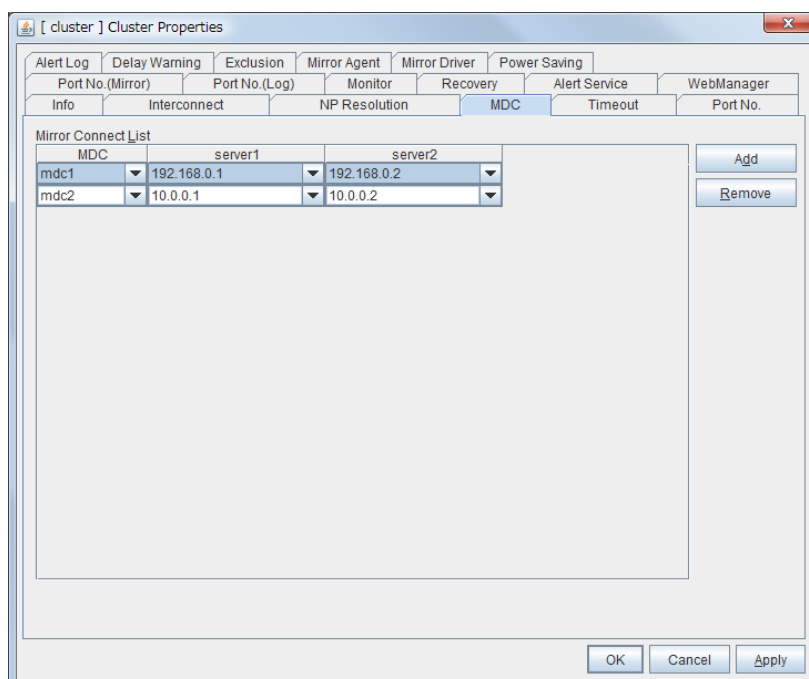 [ cluster ] Cluster Properties
x
Alert Log Delay Warning Exclusion Mirror Agent Mirror Driver Power Saving
Port No.(Mirror) Port No.(Log) Monitor Recovery Alert Service WebManager
Info Interconnect NP Resolution MDC Timeout Port No.
Mirror Connect List
MDC server1 server2
mdc1 192.168.0.1 192.168.0.2
mdc2 10.0.0.1 10.0.0.2
Add
Remove
OK Cancel Apply